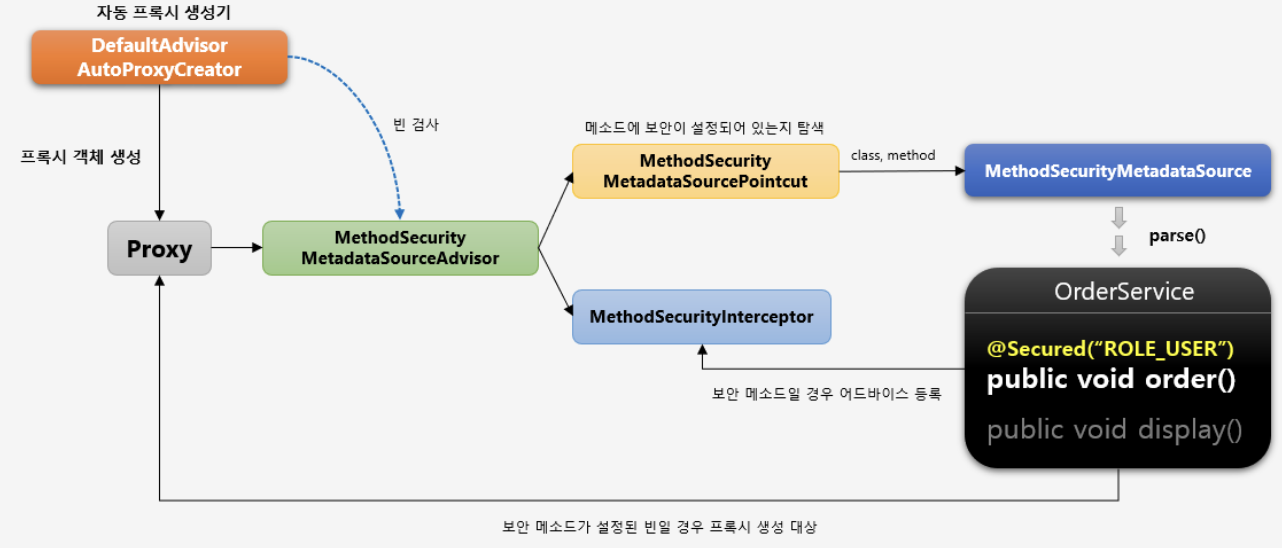 자동 프록시 생성기
DefaultAdvisor
AutoProxyCreator
빈 검사
프록시 객체 생성
메소드에 보안이 설정되어 있는지 탐색
MethodSecurity
MetadataSourcePointcut
class, method
MethodSecurityMetadataSource
parse()
Proxy
MethodSecurity
MetadataSourceAdvisor
MethodSecurityInterceptor
OrderService
@Secured(“ROLE_USER”)
public void order()
public void display()
보안 메소드일 경우 어드바이스 등록
보안 메소드가 설정된 빈일 경우 프록시 생성 대상